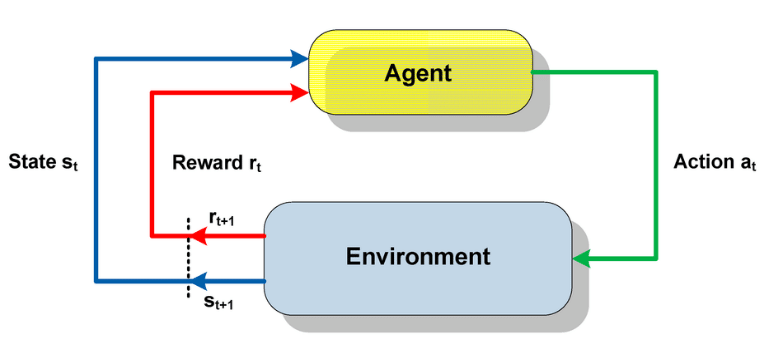 Agent
State sₜ
Reward rₜ
Action aₜ
rₜ₊₁
Environment
sₜ₊₁